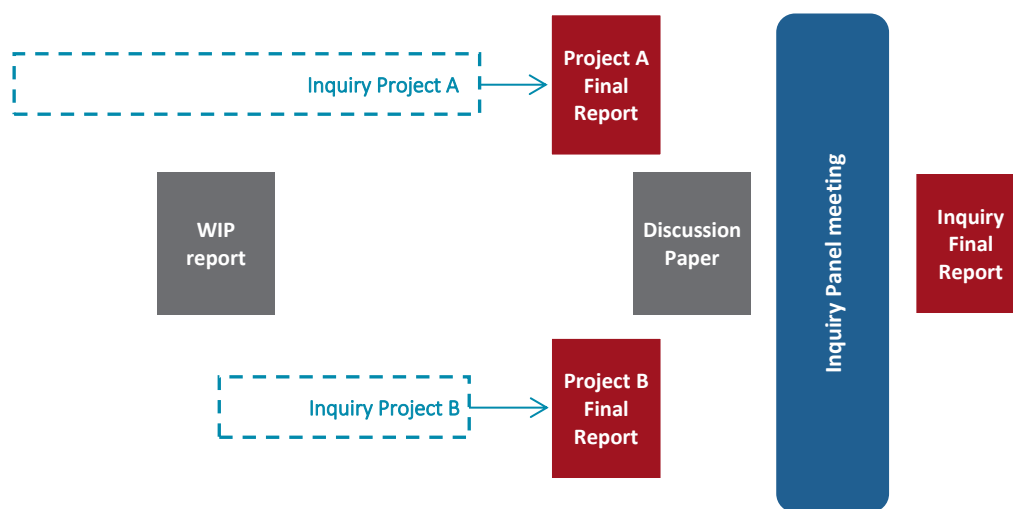 Inquiry Project A
Project A
Final
Report
WIP
report
Discussion
Paper
Inquiry Panel meeting
Inquiry
Final
Report
Inquiry Project B
Project B
Final
Report